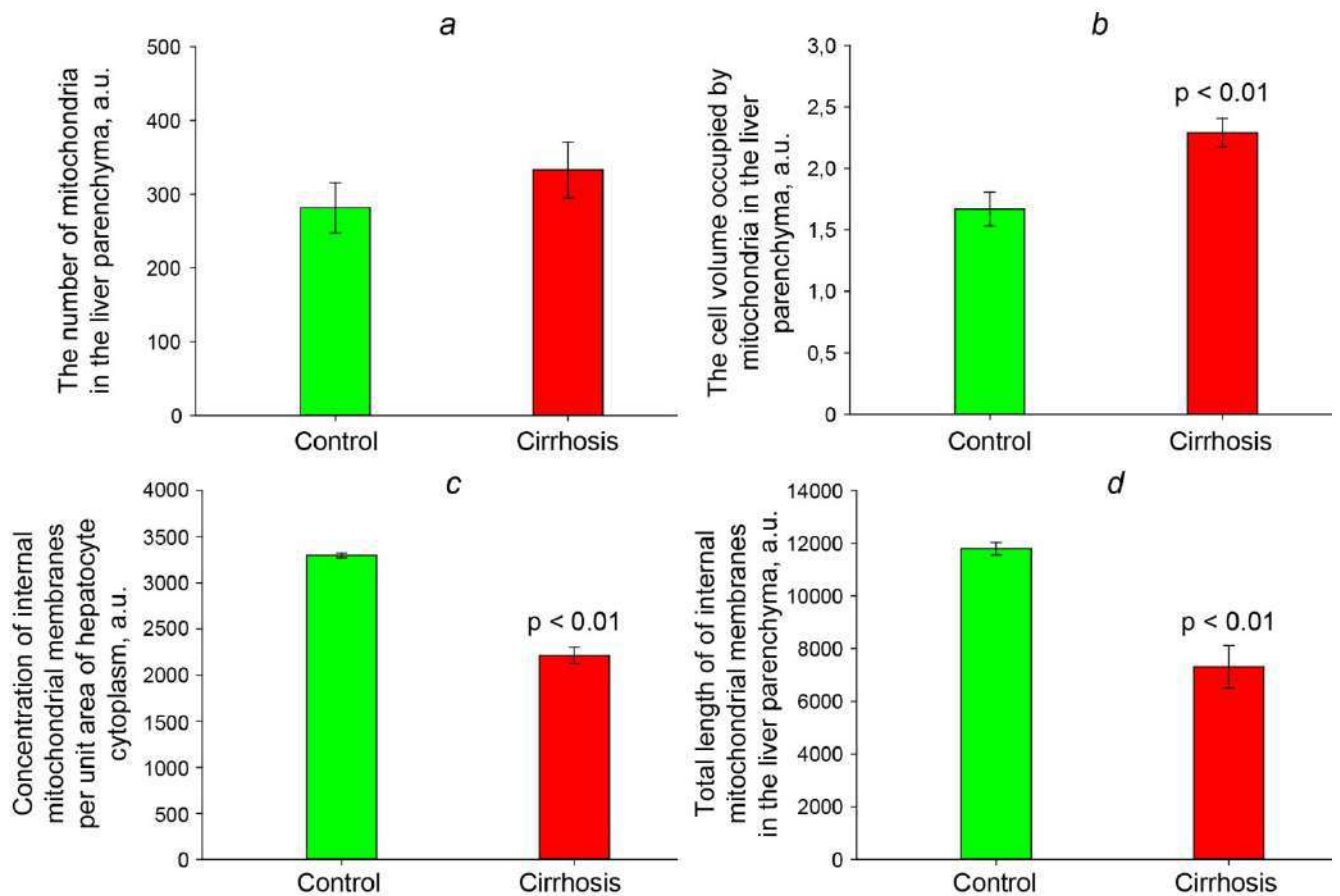 a
The number of mitochondria
in the liver parenchyma, a.u.
500
400
300
200
100
0
Control
Cirrhosis
b
The cell volume occupied by
mitochondria in the liver
parenchyma, a.u.
3,0
2,5
2,0
1,5
1,0
0,5
0
p < 0.01
Control
Cirrhosis
c
Concentration of internal
mitochondrial membranes
per unit area of hepatocyte
cytoplasm, a.u.
4000
3500
3000
2500
2000
1500
1000
500
0
p < 0.01
Control
Cirrhosis
d
Total length of of internal
mitochondrial membranes
in the liver parenchyma, a.u.
14000
12000
10000
8000
6000
4000
2000
0
p < 0.01
Control
Cirrhosis